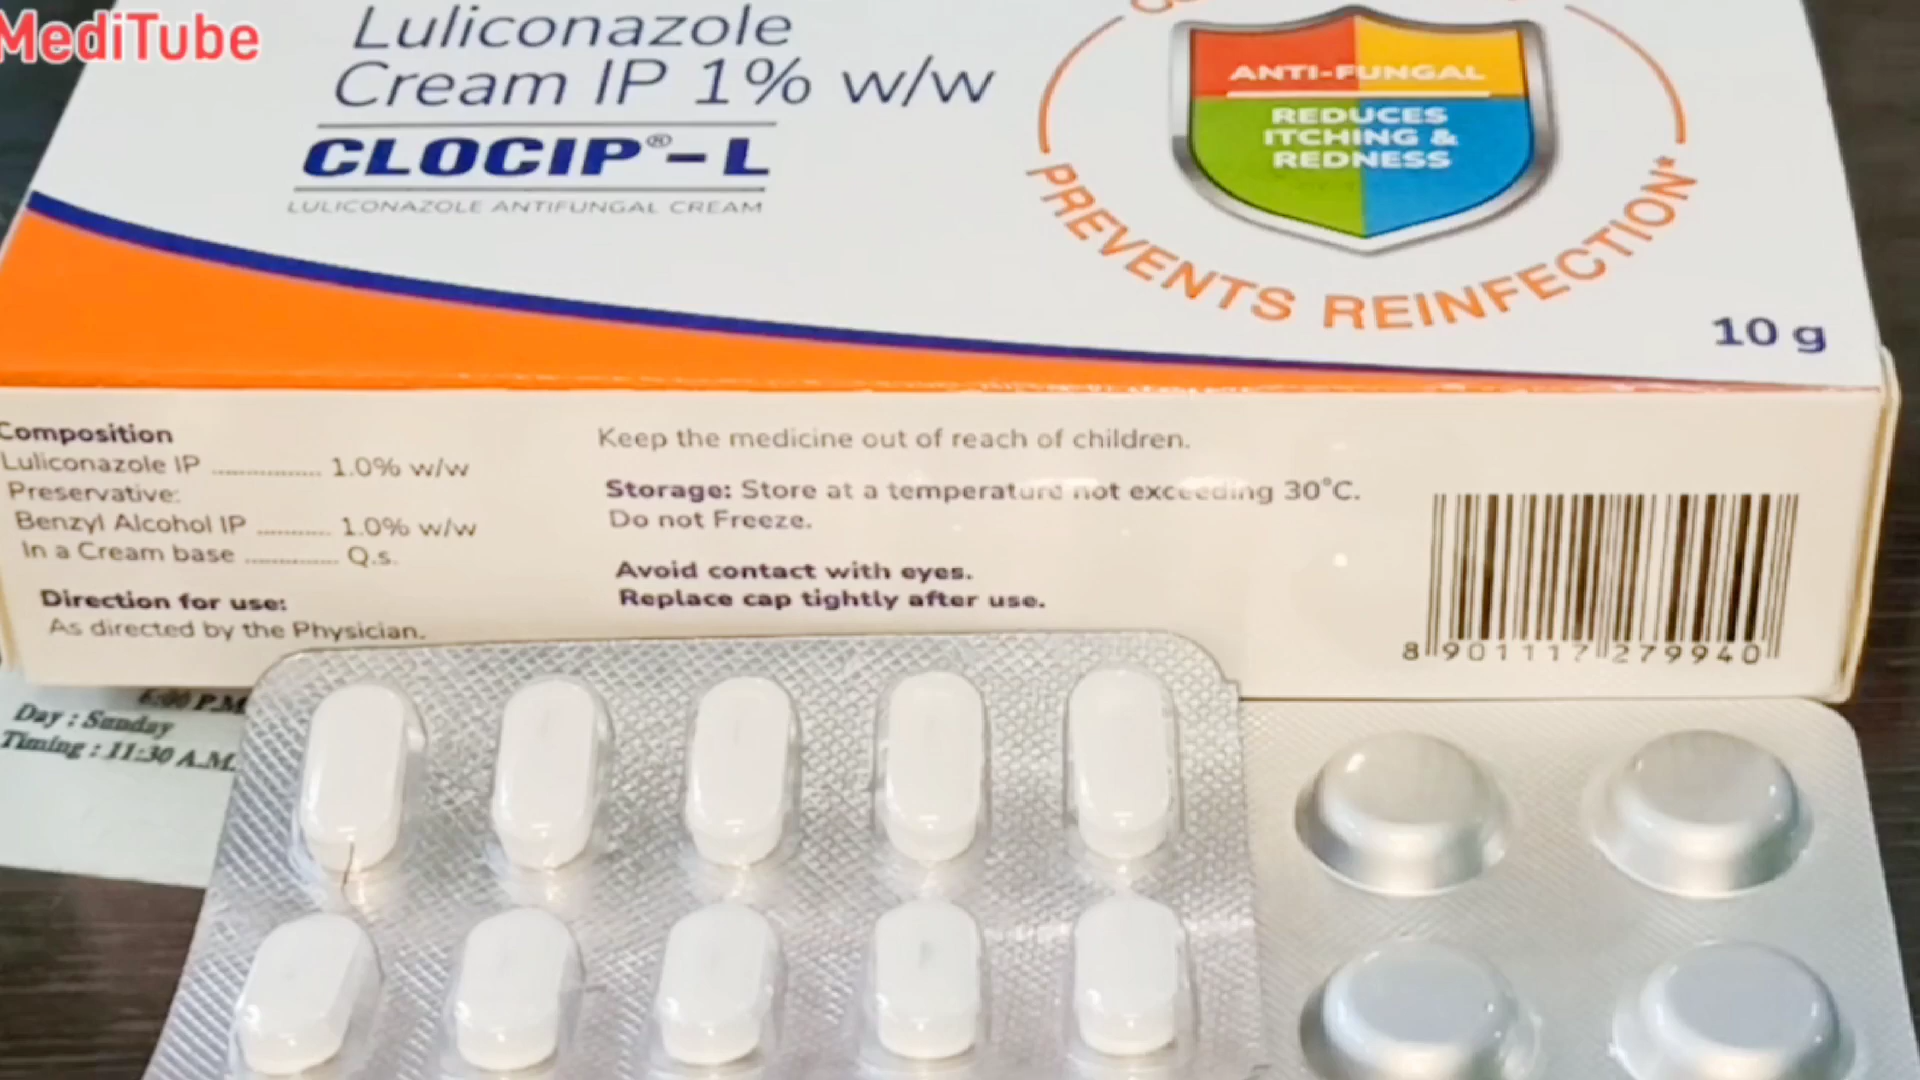 MediTube
Luliconazole
Cream IP 1% w/w
CLOCIP®-L
LULICONAZOLE ANTIFUNGAL CREAM
ANTI-FUNGAL
REDUCES
ITCHING &
REDNESS
PREVENTS REINFECTION*
10 g
Composition
Luliconazole IP ................ 1.0% w/w
Preservative:
Benzyl Alcohol IP ........... 1.0% w/w
In a Cream base .............. Q.s.
Direction for use:
As directed by the Physician.
Keep the medicine out of reach of children.
Storage: Store at a temperature not exceeding 30°C.
Do not Freeze.
Avoid contact with eyes.
Replace cap tightly after use.
8 901117 279940
6:00 P.M
Day : Sunday
Timing : 11:30 A.M.